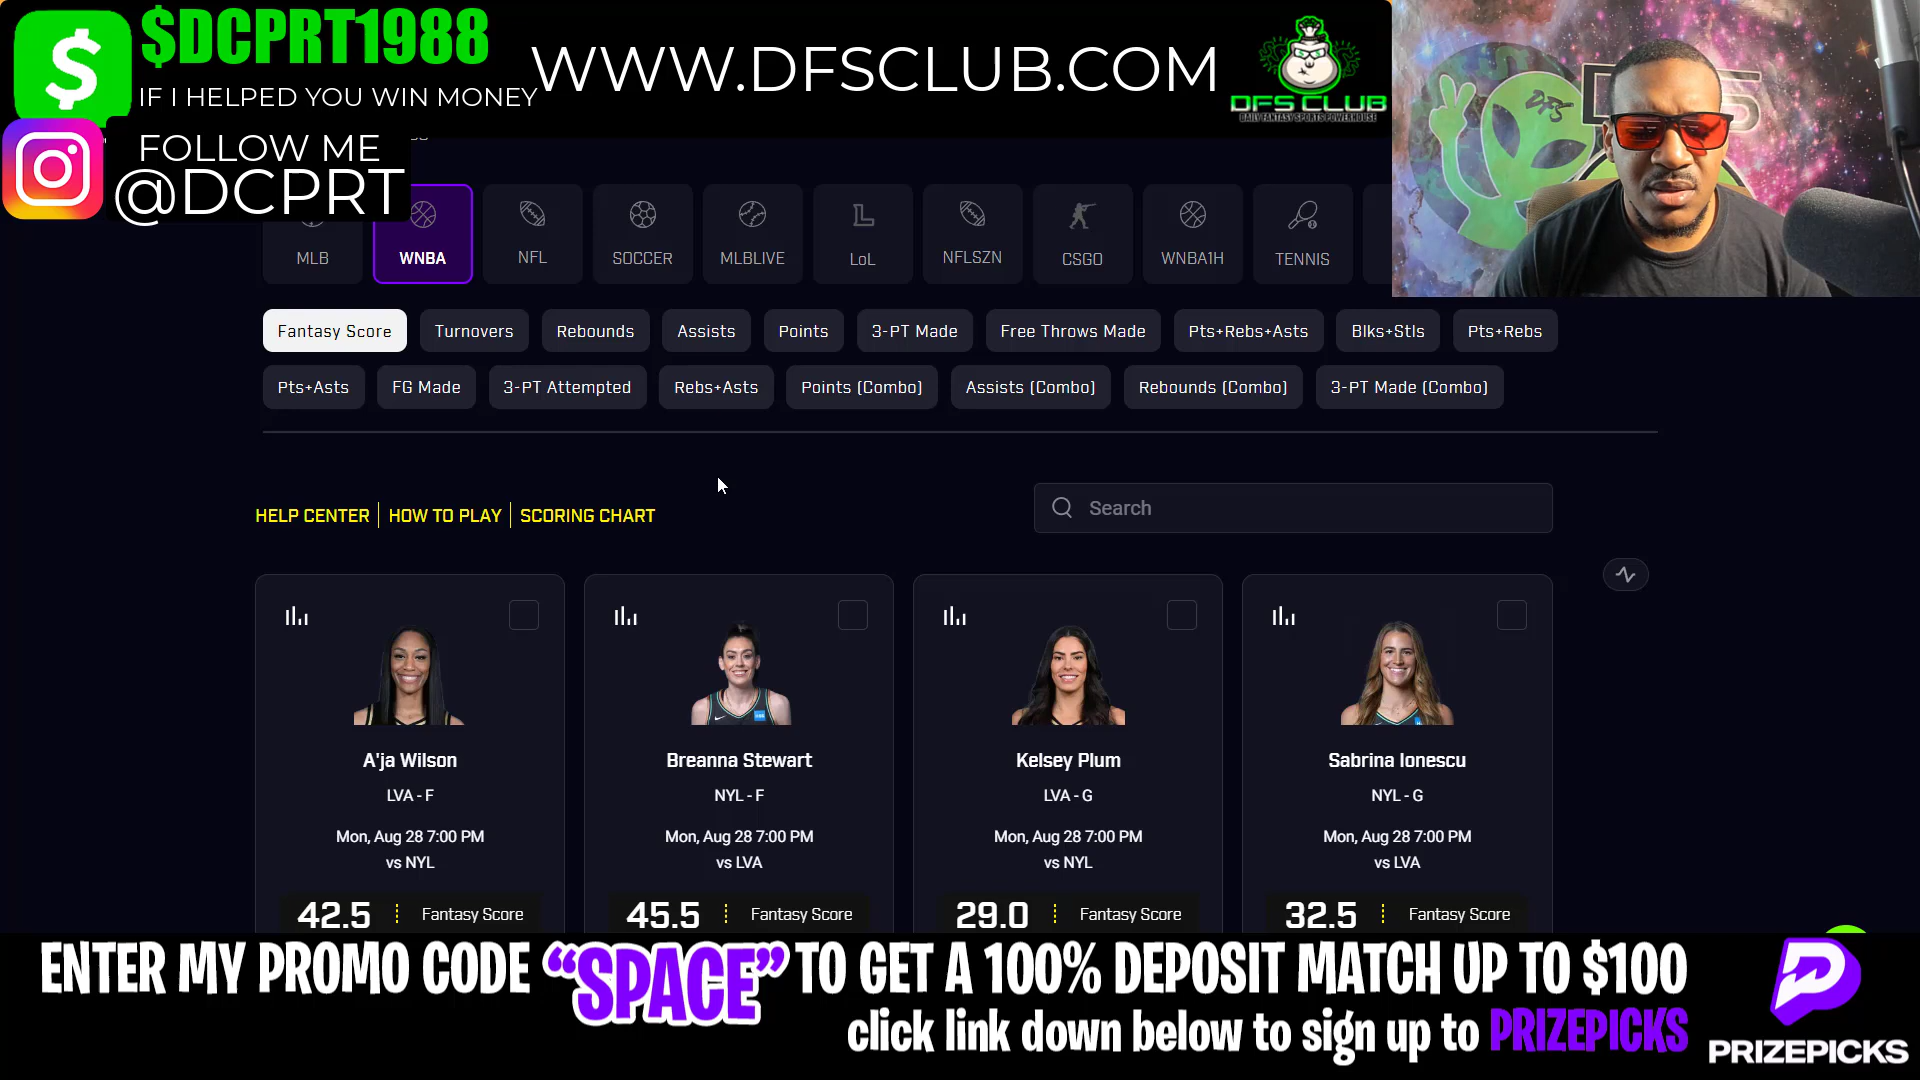 $DCPRT1988
IF I HELPED YOU WIN MONEY
WWW.DFSCLUB.COM
DFS CLUB
DAILY FANTASY SPORTS POWERHOUSE
FOLLOW ME
@DCPRT
DFS
MLB
WNBA
NFL
SOCCER
MLBLIVE
LoL
NFLSZN
CSGO
WNBA1H
TENNIS
Fantasy Score
Turnovers
Rebounds
Assists
Points
3-PT Made
Free Throws Made
Pts+Rebs+Asts
Blks+Stls
Pts+Rebs
Pts+Asts
FG Made
3-PT Attempted
Rebs+Asts
Points (Combo)
Assists (Combo)
Rebounds (Combo)
3-PT Made (Combo)
HELP CENTER
HOW TO PLAY
SCORING CHART
Search
A'ja Wilson
LVA - F
Mon, Aug 28 7:00 PM
vs NYL
42.5 Fantasy Score
Breanna Stewart
NYL - F
Mon, Aug 28 7:00 PM
vs LVA
45.5 Fantasy Score
Kelsey Plum
LVA - G
Mon, Aug 28 7:00 PM
vs NYL
29.0 Fantasy Score
Sabrina Ionescu
NYL - G
Mon, Aug 28 7:00 PM
vs LVA
32.5 Fantasy Score
ENTER MY PROMO CODE “SPACE” TO GET A 100% DEPOSIT MATCH UP TO $100
click link down below to sign up to PRIZEPICKS
PRIZEPICKS